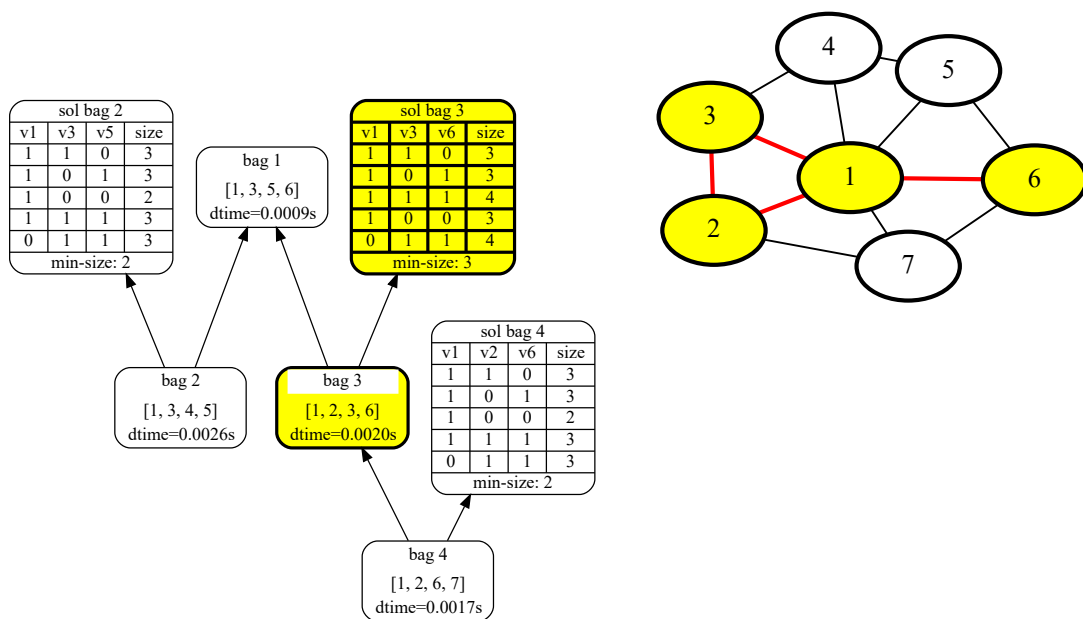 sol bag 2
v1 v3 v5 size
1 1 0 3
1 0 1 3
1 0 0 2
1 1 1 3
0 1 1 3
min-size: 2
bag 1
[1, 3, 5, 6]
dtime=0.0009s
sol bag 3
v1 v3 v6 size
1 1 0 3
1 0 1 3
1 1 1 4
1 0 0 3
0 1 1 4
min-size: 3
bag 2
[1, 3, 4, 5]
dtime=0.0026s
bag 3
[1, 2, 3, 6]
dtime=0.0020s
sol bag 4
v1 v2 v6 size
1 1 0 3
1 0 1 3
1 0 0 2
1 1 1 3
0 1 1 3
min-size: 2
bag 4
[1, 2, 6, 7]
dtime=0.0017s
4
5
3
1
6
2
7